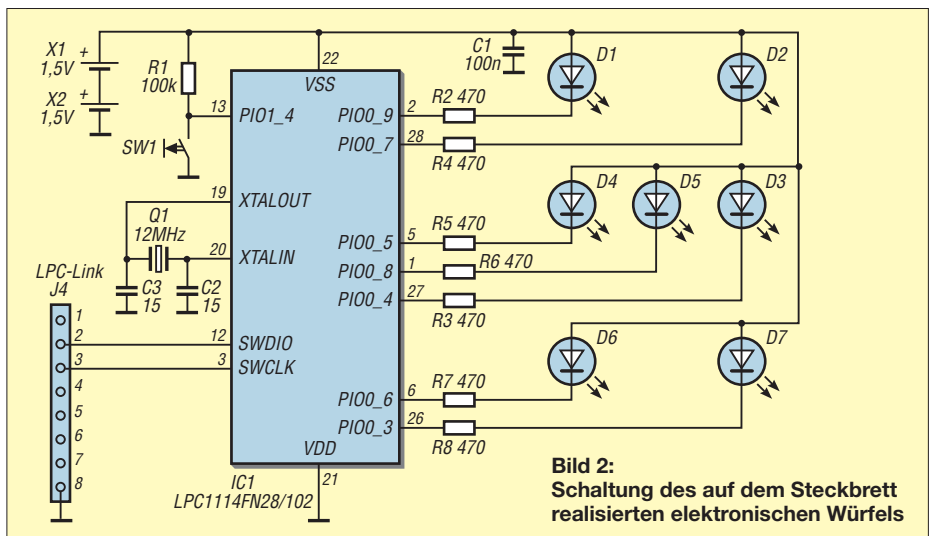 X1
1,5V
+
X2
1,5V
+
R1
100k
SW1
13
PIO1_4
22
VSS
C1
100n
D1
D2
2
PIO0_9
R2 470
28
PIO0_7
R4 470
19
XTALOUT
Q1
12MHz
20
XTALIN
C3
15
C2
15
D4
D5
D3
PIO0_5
5
R5 470
PIO0_8
1
R6 470
PIO0_4
27
R3 470
LPC-Link
J4
1
2
3
4
5
6
7
8
12
SWDIO
3
SWCLK
D6
D7
PIO0_6
6
R7 470
PIO0_3
26
R8 470
VDD
21
IC1
LPC1114FN28/102
Bild 2:
Schaltung des auf dem Steckbrett
realisierten elektronischen Würfels